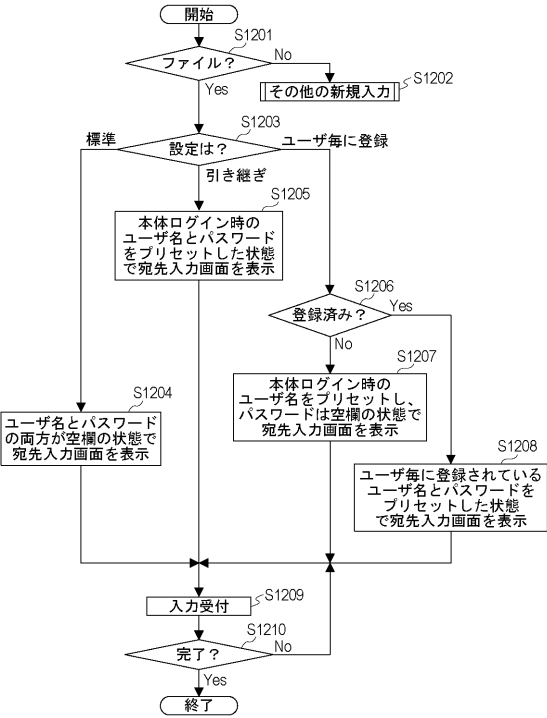 開始
S1201
ファイル？
No
S1202
その他の新規入力
Yes
S1203
標準
設定は？
ユーザ毎に登録
引き継ぎ
S1205
本体ログイン時の
ユーザ名とパスワード
をプリセットした状態
で宛先入力画面を表示
S1206
登録済み？
Yes
No
S1207
本体ログイン時の
ユーザ名をプリセットし、
パスワードは空欄の状態で
宛先入力画面を表示
S1204
ユーザ名とパスワード
の両方が空欄の状態で
宛先入力画面を表示
S1208
ユーザ毎に登録されている
ユーザ名とパスワードを
プリセットした状態
で宛先入力画面を表示
S1209
入力受付
S1210
完了？
No
Yes
終了